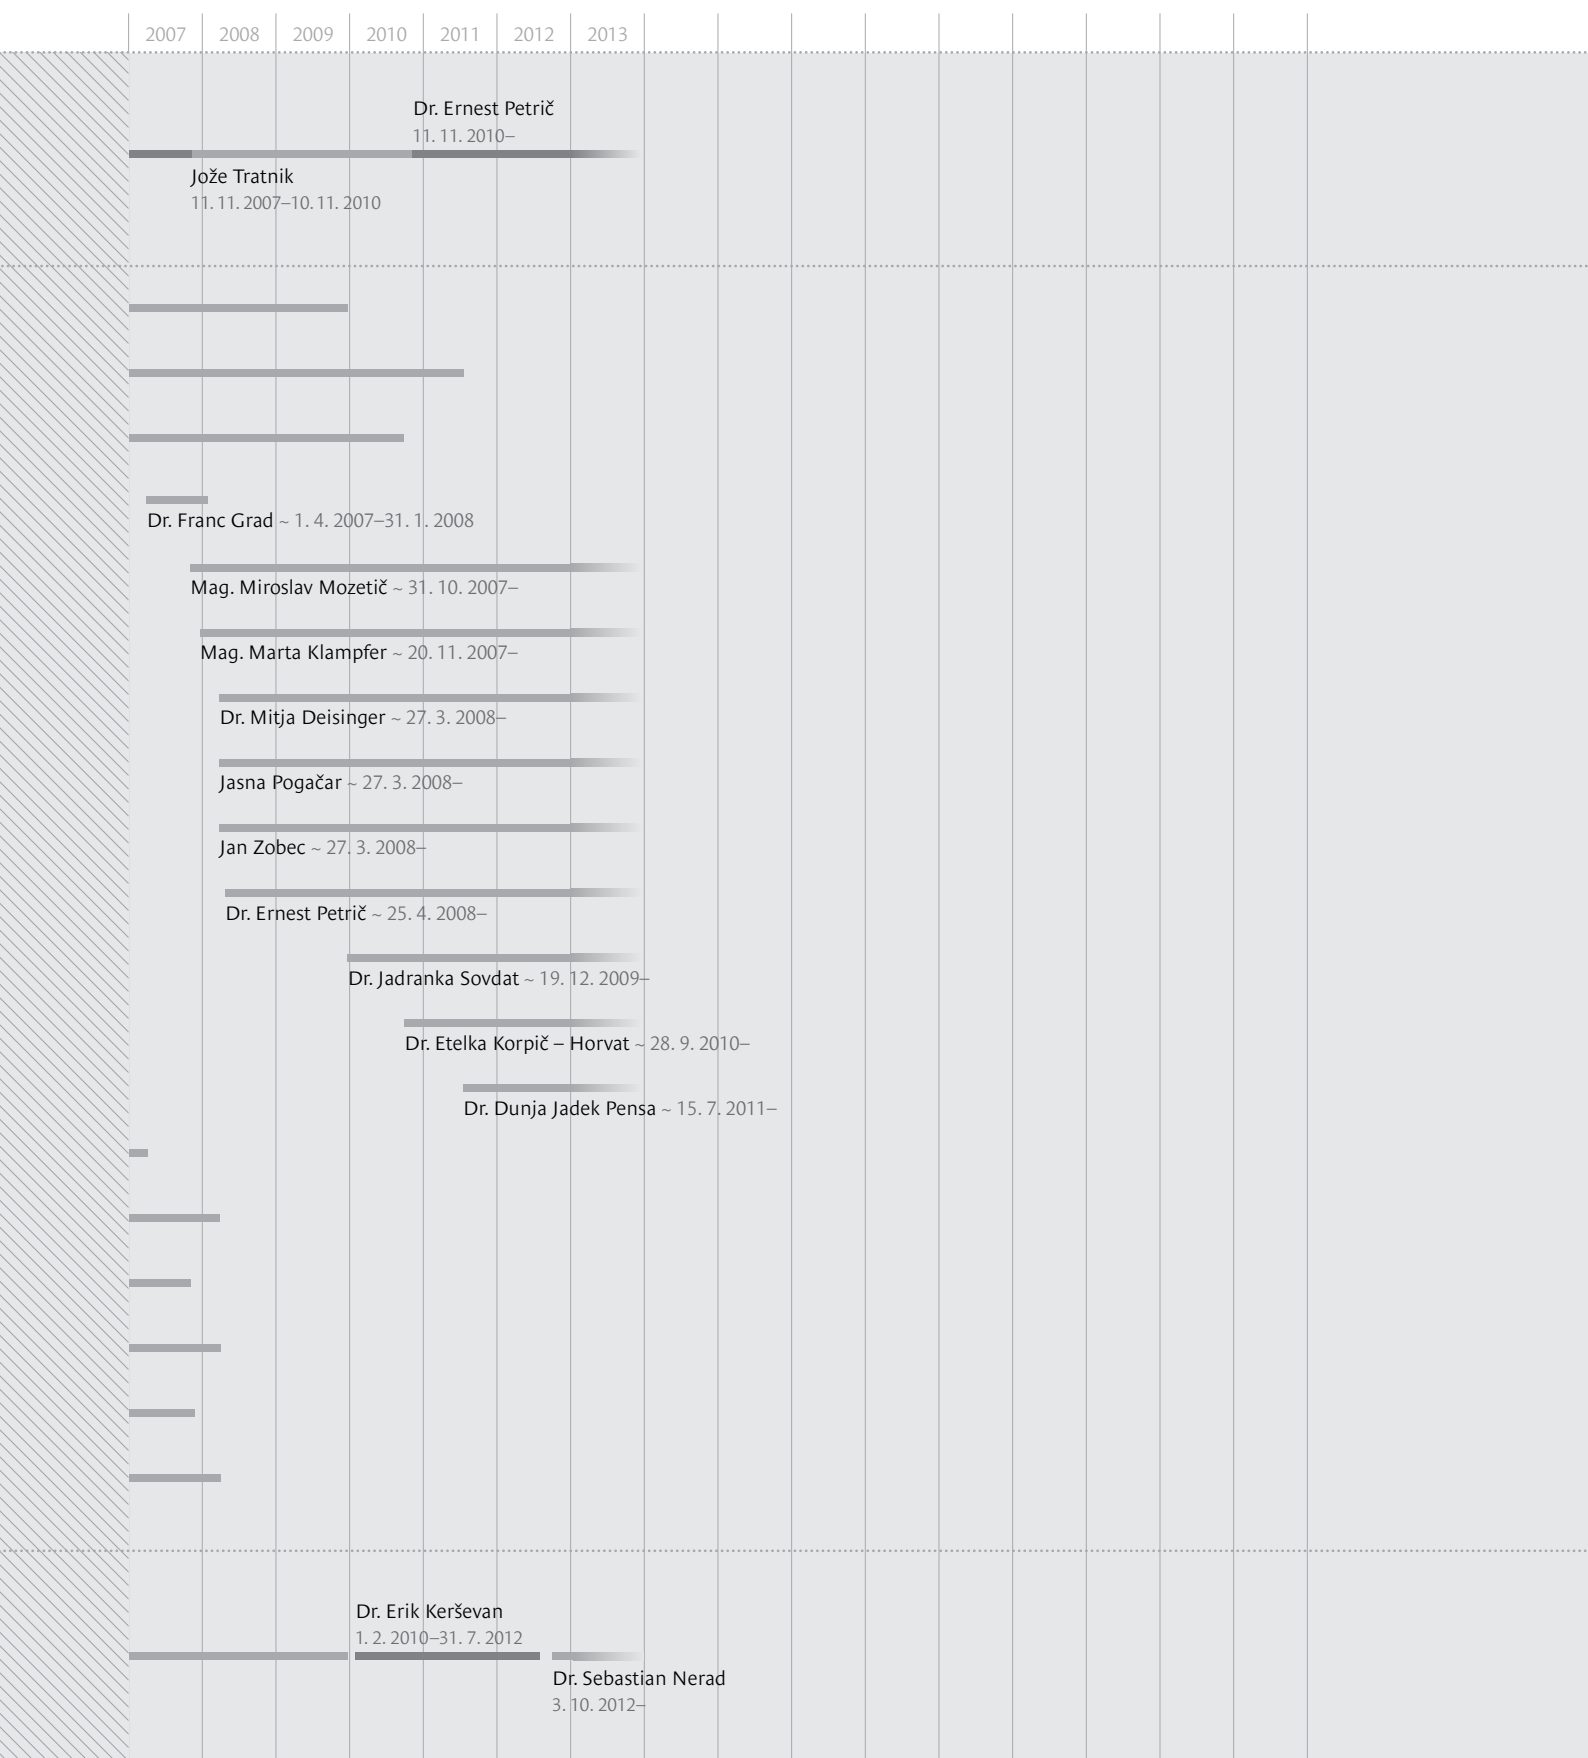 2007 2008 2009 2010 2011 2012 2013
Dr. Ernest Petrič
11. 11. 2010–
Jože Tratnik
11. 11. 2007–10. 11. 2010
Dr. Franc Grad ~ 1. 4. 2007–31. 1. 2008
Mag. Miroslav Mozetič ~ 31. 10. 2007–
Mag. Marta Klampfer ~ 20. 11. 2007–
Dr. Mitja Deisinger ~ 27. 3. 2008–
Jasna Pogačar ~ 27. 3. 2008–
Jan Zobec ~ 27. 3. 2008–
Dr. Ernest Petrič ~ 25. 4. 2008–
Dr. Jadranka Sovdat ~ 19. 12. 2009–
Dr. Etelka Korpič – Horvat ~ 28. 9. 2010–
Dr. Dunja Jadek Pensa ~ 15. 7. 2011–
Dr. Erik Kerševan
1. 2. 2010–31. 7. 2012
Dr. Sebastian Nerad
3. 10. 2012–